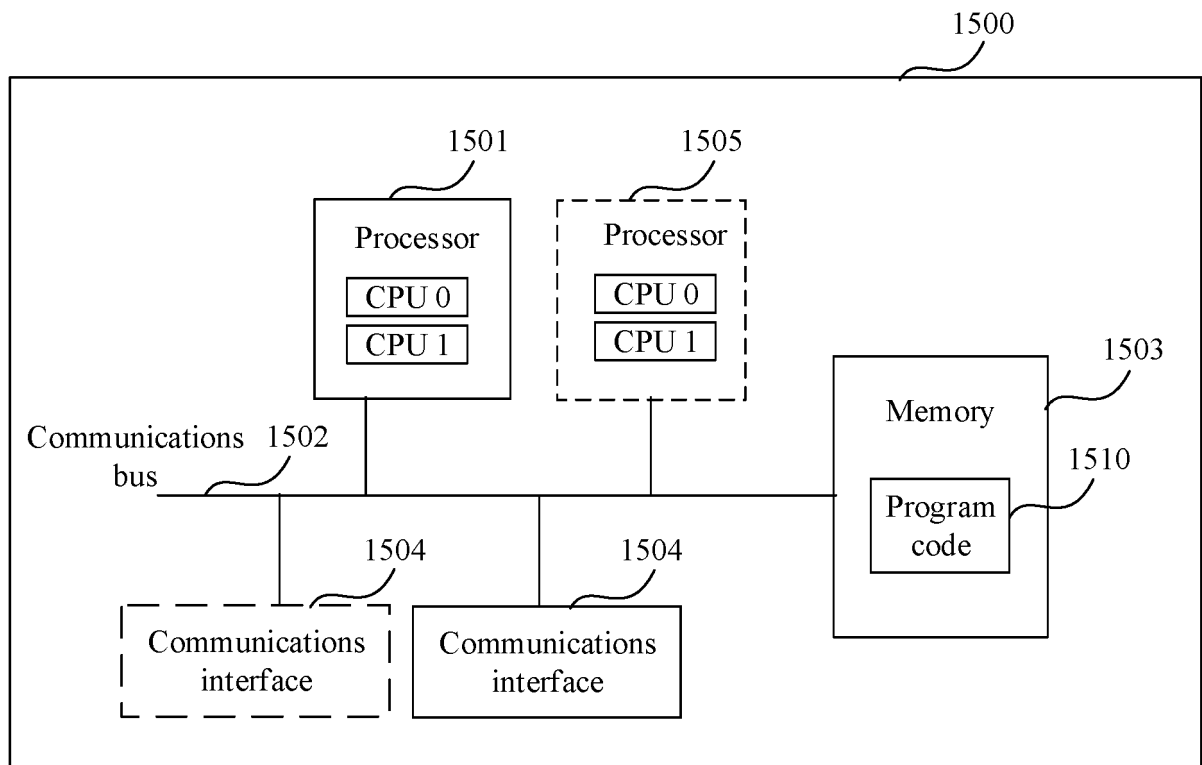 1500
1501
1505
Processor
CPU 0
CPU 1
Processor
CPU 0
CPU 1
1503
Memory
1510
Program
code
Communications
bus
1502
1504
Communications
interface
1504
Communications
interface